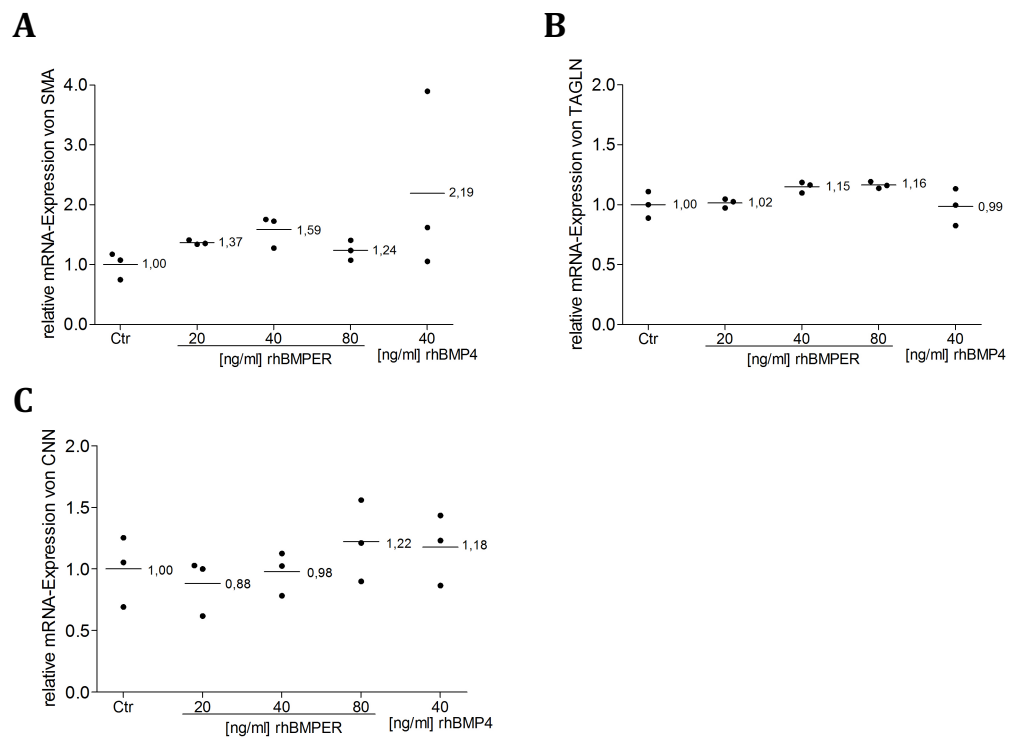 A
relative mRNA-Expression von SMA
4.0
3.0
2.0
1.0
0.0
1,00
1,37
1,59
1,24
2,19
Ctr 20 40 80 40
[ng/ml] rhBMPER [ng/ml] rhBMP4
B
relative mRNA-Expression von TAGLN
2.0
1.5
1.0
0.5
0.0
1,00
1,02
1,15
1,16
0,99
Ctr 20 40 80 40
[ng/ml] rhBMPER [ng/ml] rhBMP4
C
relative mRNA-Expression von CNN
2.0
1.5
1.0
0.5
0.0
1,00
0,88
0,98
1,22
1,18
Ctr 20 40 80 40
[ng/ml] rhBMPER [ng/ml] rhBMP4